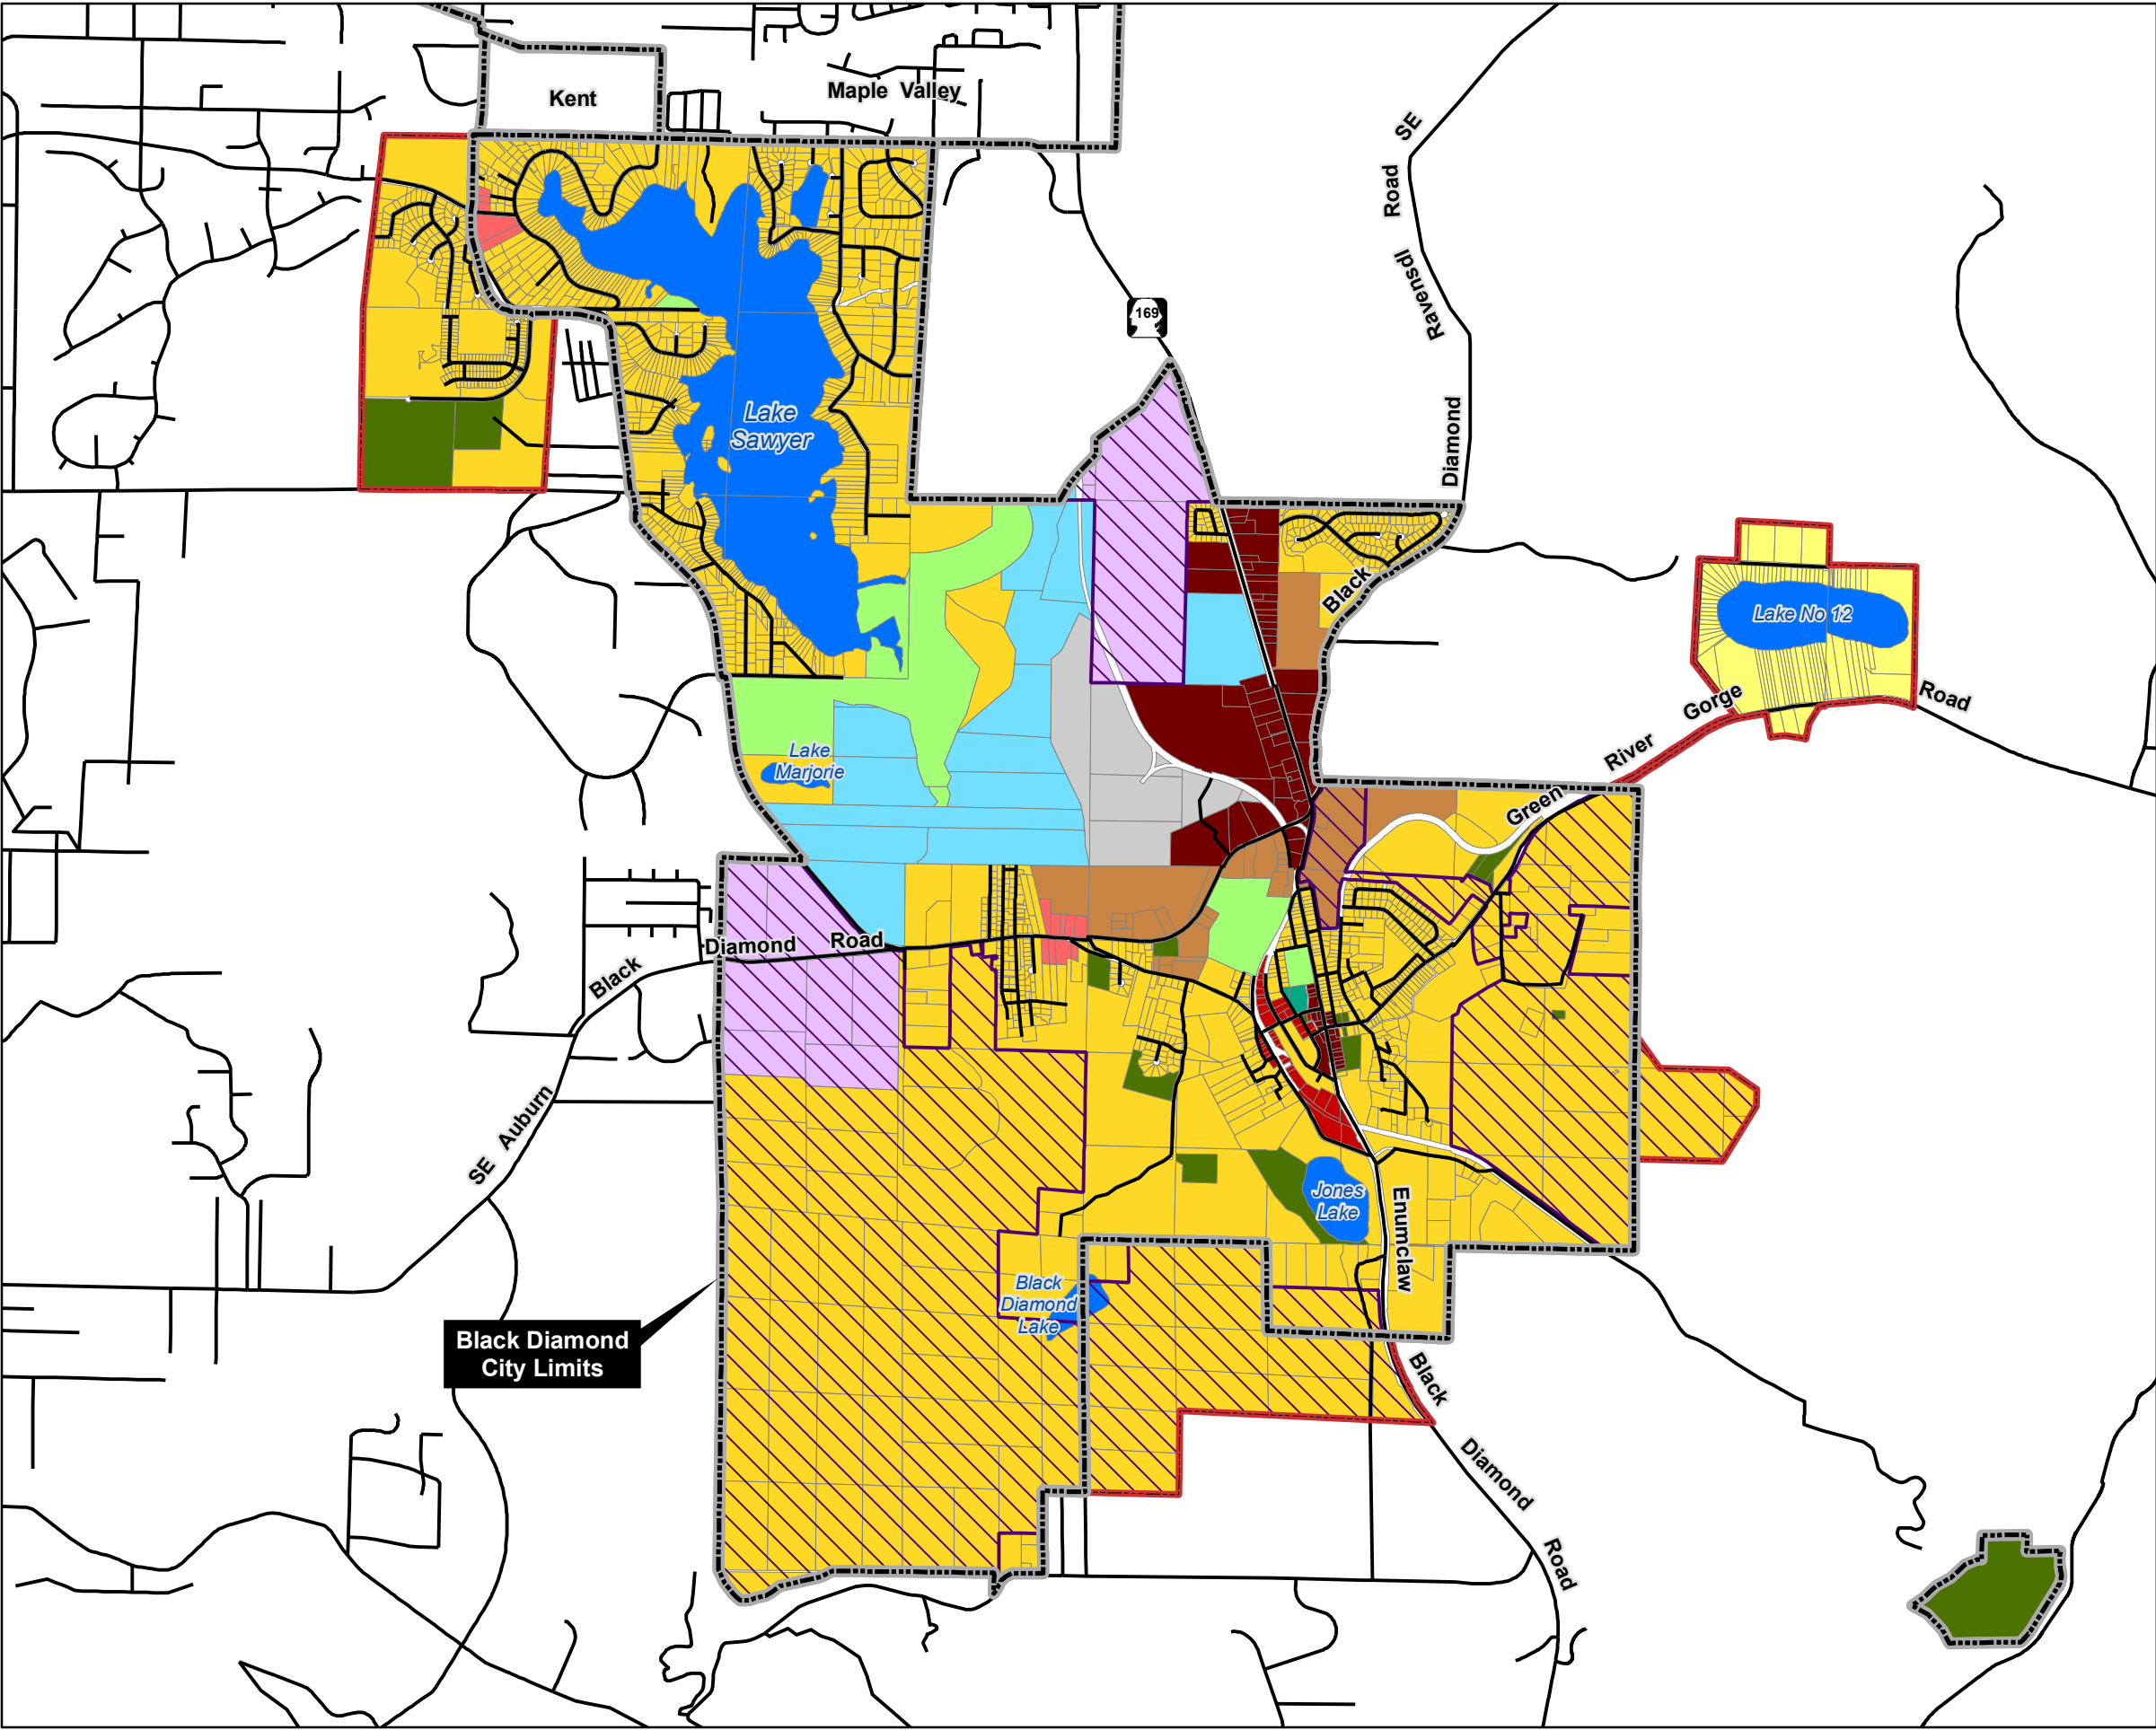 Kent
Maple Valley
SE
Road
Ravensdl
Diamond
Black
169
Lake
Sawyer
Lake No 12
Gorge
Road
River
Green
Lake
Marjorie
Diamond Road
Black
Auburn
SE
Jones
Lake
Enumclaw
Black
Diamond
Lake
Black Diamond
City Limits
Black
Diamond
Road